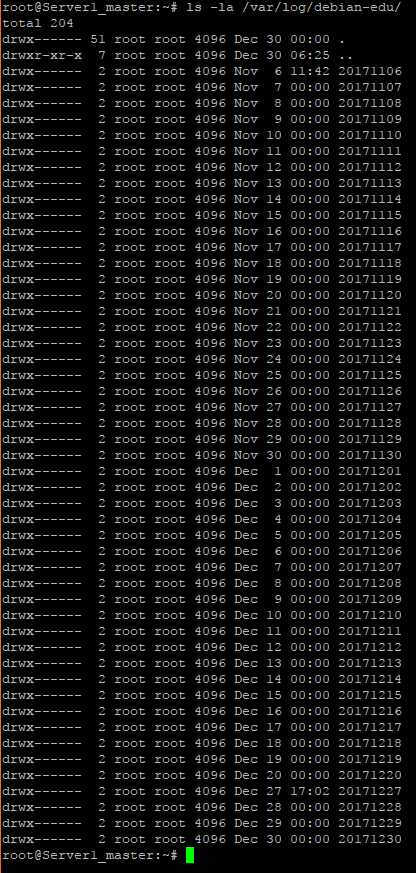 root@Server1_master:~# ls -la /var/log/debian-edu/
total 204
drwx------ 51 root root 4096 Dec 30 00:00 .
drwxr-xr-x  7 root root 4096 Dec 30 06:25 ..
drwx------  2 root root 4096 Nov  6 11:42 20171106
drwx------  2 root root 4096 Nov  7 00:00 20171107
drwx------  2 root root 4096 Nov  8 00:00 20171108
drwx------  2 root root 4096 Nov  9 00:00 20171109
drwx------  2 root root 4096 Nov 10 00:00 20171110
drwx------  2 root root 4096 Nov 11 00:00 20171111
drwx------  2 root root 4096 Nov 12 00:00 20171112
drwx------  2 root root 4096 Nov 13 00:00 20171113
drwx------  2 root root 4096 Nov 14 00:00 20171114
drwx------  2 root root 4096 Nov 15 00:00 20171115
drwx------  2 root root 4096 Nov 16 00:00 20171116
drwx------  2 root root 4096 Nov 17 00:00 20171117
drwx------  2 root root 4096 Nov 18 00:00 20171118
drwx------  2 root root 4096 Nov 19 00:00 20171119
drwx------  2 root root 4096 Nov 20 00:00 20171120
drwx------  2 root root 4096 Nov 21 00:00 20171121
drwx------  2 root root 4096 Nov 22 00:00 20171122
drwx------  2 root root 4096 Nov 23 00:00 20171123
drwx------  2 root root 4096 Nov 24 00:00 20171124
drwx------  2 root root 4096 Nov 25 00:00 20171125
drwx------  2 root root 4096 Nov 26 00:00 20171126
drwx------  2 root root 4096 Nov 27 00:00 20171127
drwx------  2 root root 4096 Nov 28 00:00 20171128
drwx------  2 root root 4096 Nov 29 00:00 20171129
drwx------  2 root root 4096 Nov 30 00:00 20171130
drwx------  2 root root 4096 Dec  1 00:00 20171201
drwx------  2 root root 4096 Dec  2 00:00 20171202
drwx------  2 root root 4096 Dec  3 00:00 20171203
drwx------  2 root root 4096 Dec  4 00:00 20171204
drwx------  2 root root 4096 Dec  5 00:00 20171205
drwx------  2 root root 4096 Dec  6 00:00 20171206
drwx------  2 root root 4096 Dec  7 00:00 20171207
drwx------  2 root root 4096 Dec  8 00:00 20171208
drwx------  2 root root 4096 Dec  9 00:00 20171209
drwx------  2 root root 4096 Dec 10 00:00 20171210
drwx------  2 root root 4096 Dec 11 00:00 20171211
drwx------  2 root root 4096 Dec 12 00:00 20171212
drwx------  2 root root 4096 Dec 13 00:00 20171213
drwx------  2 root root 4096 Dec 14 00:00 20171214
drwx------  2 root root 4096 Dec 15 00:00 20171215
drwx------  2 root root 4096 Dec 16 00:00 20171216
drwx------  2 root root 4096 Dec 17 00:00 20171217
drwx------  2 root root 4096 Dec 18 00:00 20171218
drwx------  2 root root 4096 Dec 19 00:00 20171219
drwx------  2 root root 4096 Dec 20 00:00 20171220
drwx------  2 root root 4096 Dec 27 17:02 20171227
drwx------  2 root root 4096 Dec 28 00:00 20171228
drwx------  2 root root 4096 Dec 29 00:00 20171229
drwx------  2 root root 4096 Dec 30 00:00 20171230
root@Server1_master:~#